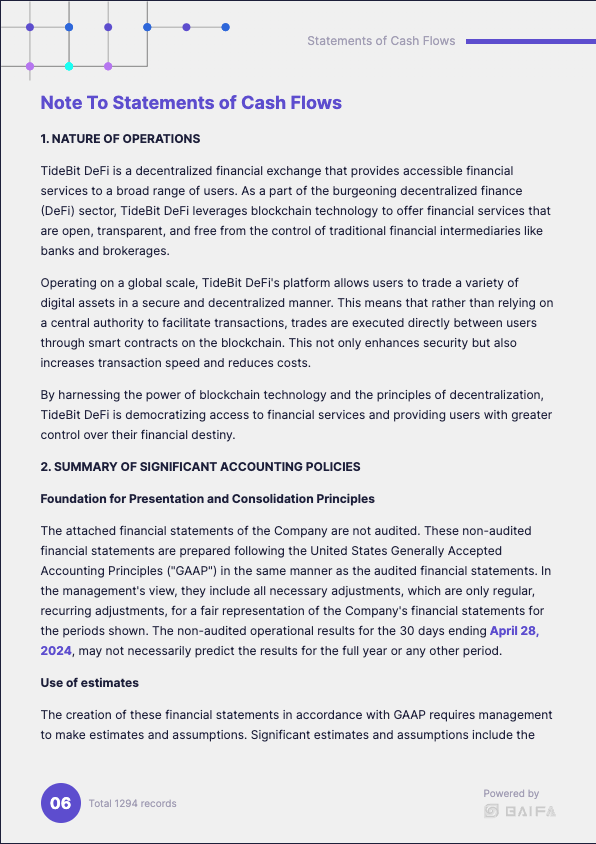 Statements of Cash Flows
Note To Statements of Cash Flows
1. NATURE OF OPERATIONS
TideBit DeFi is a decentralized financial exchange that provides accessible financial
services to a broad range of users. As a part of the burgeoning decentralized finance
(DeFi) sector, TideBit DeFi leverages blockchain technology to offer financial services that
are open, transparent, and free from the control of traditional financial intermediaries like
banks and brokerages.
Operating on a global scale, TideBit DeFi's platform allows users to trade a variety of
digital assets in a secure and decentralized manner. This means that rather than relying on
a central authority to facilitate transactions, trades are executed directly between users
through smart contracts on the blockchain. This not only enhances security but also
increases transaction speed and reduces costs.
By harnessing the power of blockchain technology and the principles of decentralization,
TideBit DeFi is democratizing access to financial services and providing users with greater
control over their financial destiny.
2. SUMMARY OF SIGNIFICANT ACCOUNTING POLICIES
Foundation for Presentation and Consolidation Principles
The attached financial statements of the Company are not audited. These non-audited
financial statements are prepared following the United States Generally Accepted
Accounting Principles ("GAAP") in the same manner as the audited financial statements. In
the management's view, they include all necessary adjustments, which are only regular,
recurring adjustments, for a fair representation of the Company's financial statements for
the periods shown. The non-audited operational results for the 30 days ending April 28,
2024, may not necessarily predict the results for the full year or any other period.
Use of estimates
The creation of these financial statements in accordance with GAAP requires management
to make estimates and assumptions. Significant estimates and assumptions include the
06
Total 1294 records
Powered by
BAIFA